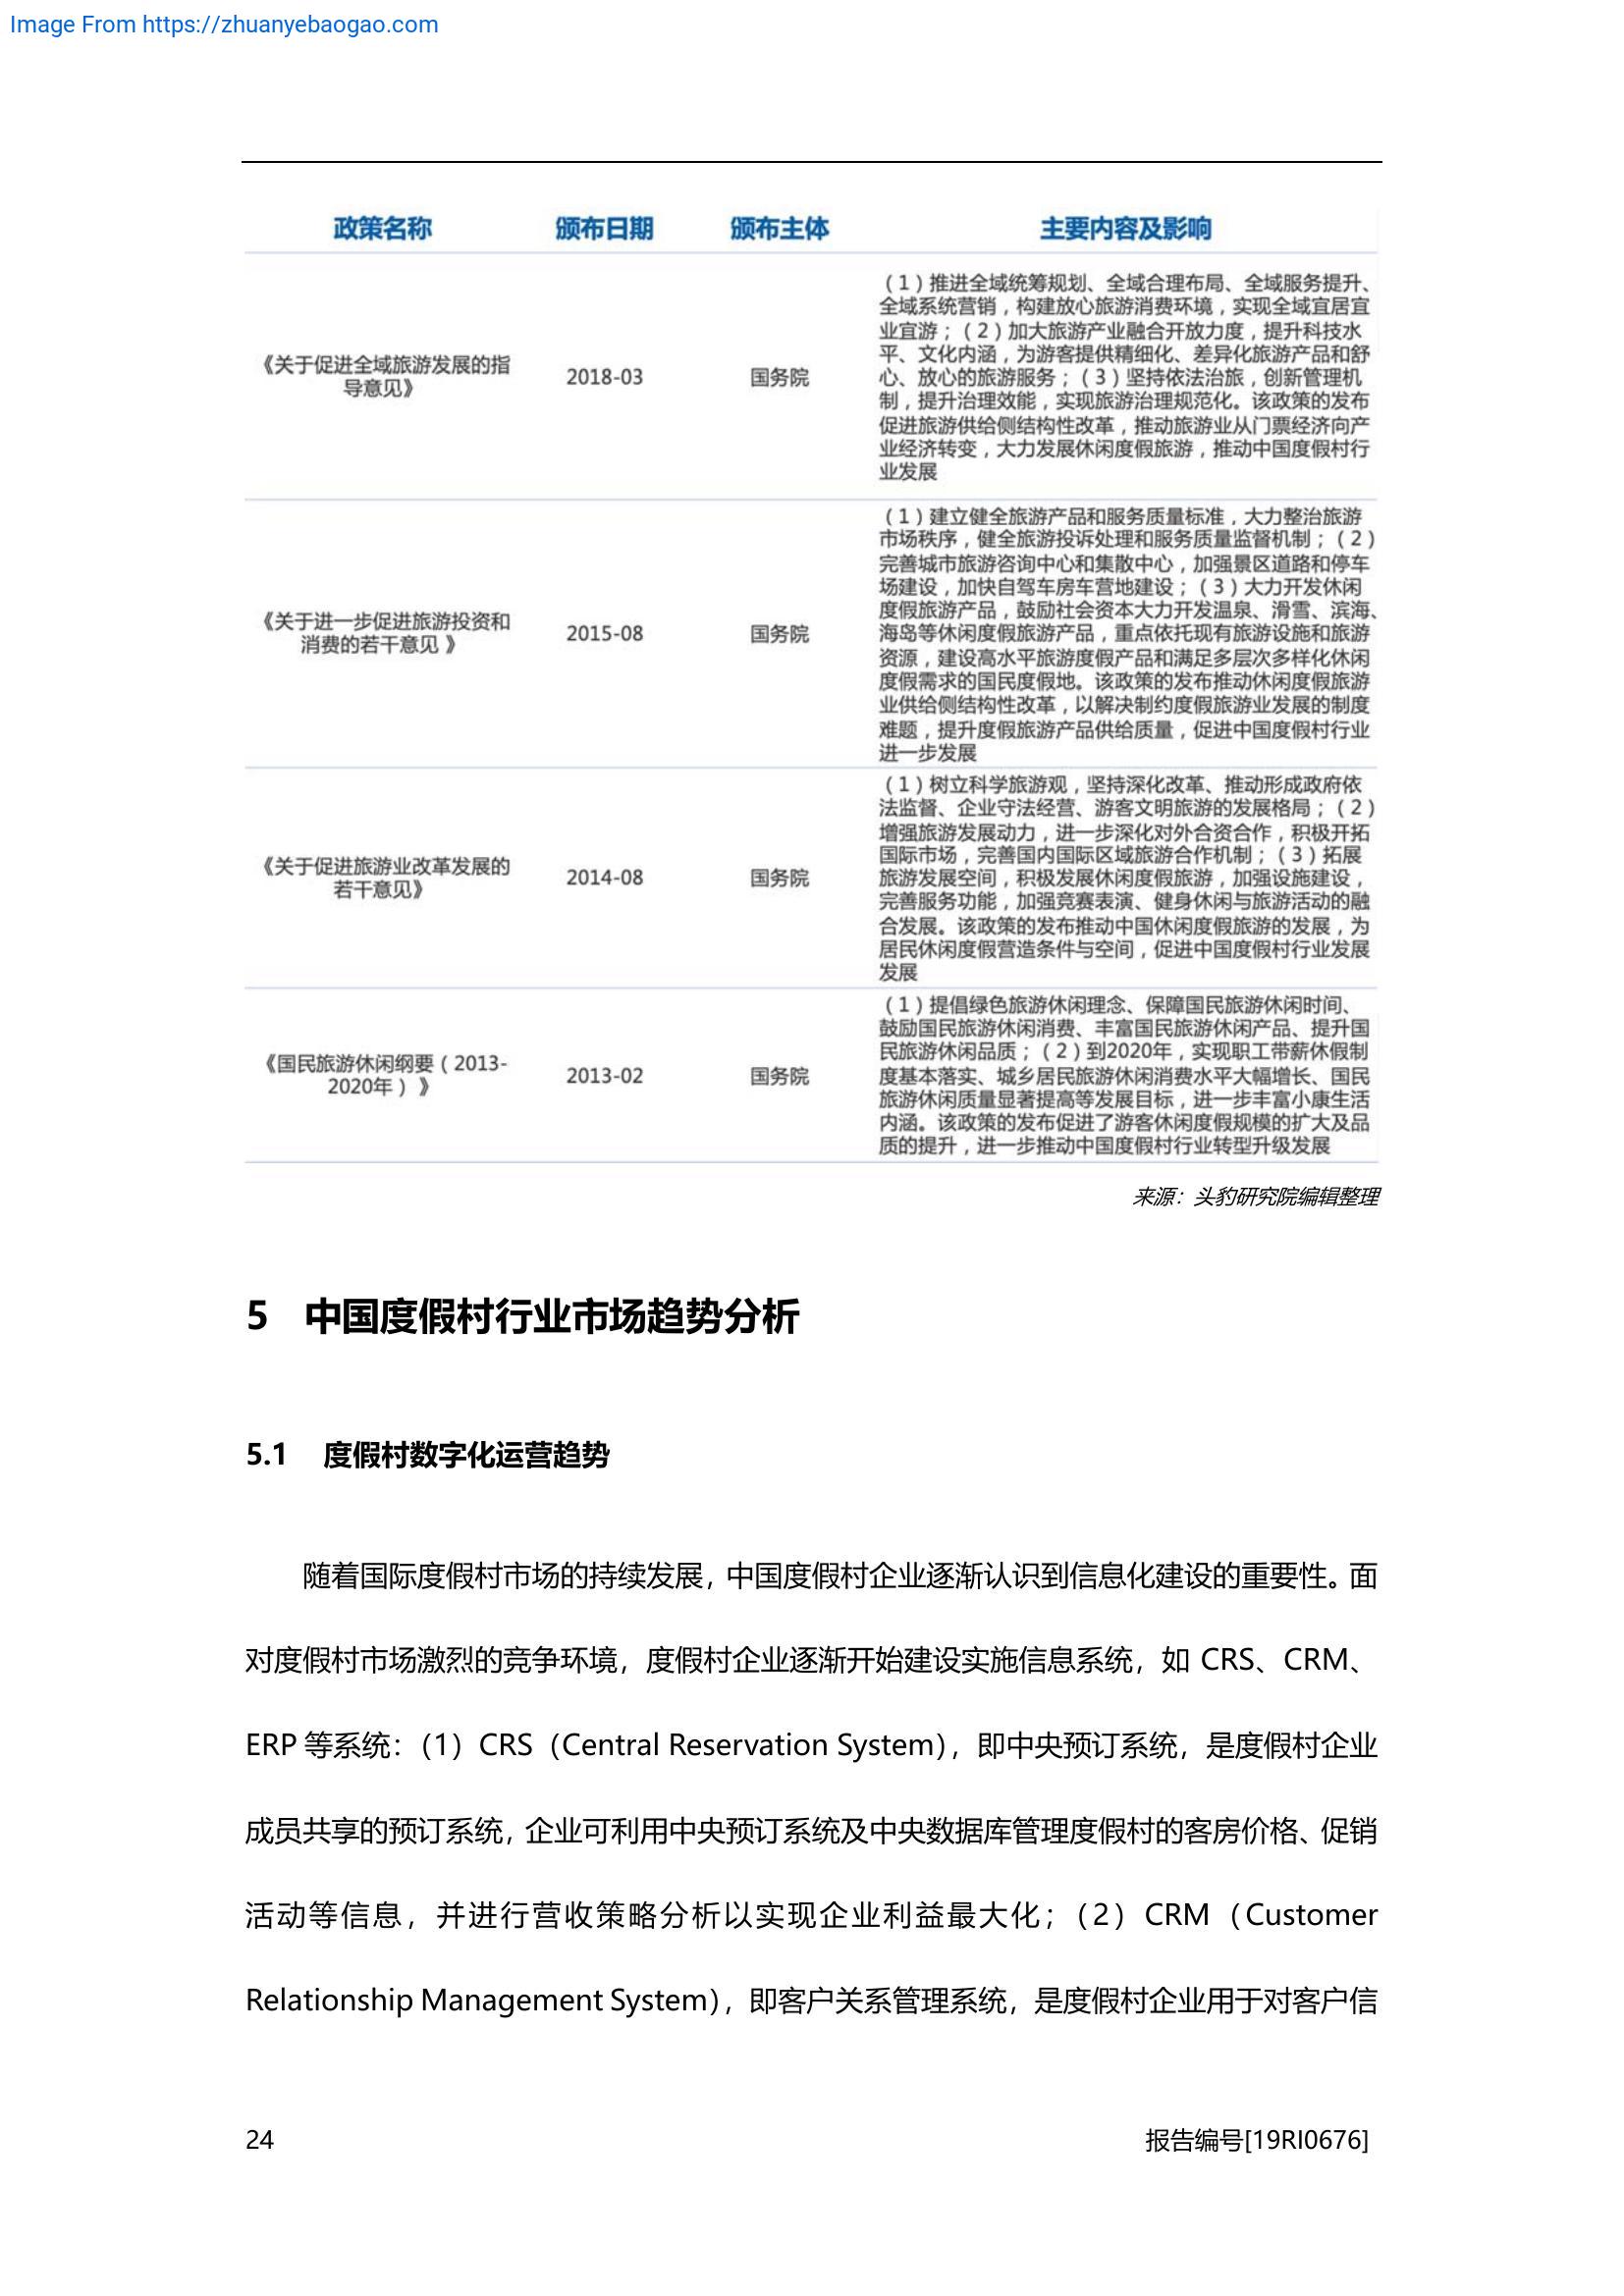 Image From https://zhuanyebaogao.com
政策名称 颁布日期 颁布主体 主要内容及影响
《关于促进全域旅游发展的指
导意见》
2018-03
国务院
（1）推进全域统筹规划、全域合理布局、全域服务提升、
全域系统营销，构建放心旅游消费环境，实现全域宜居宜
业宜游；（2）加大旅游产业融合开放力度，提升科技水
平、文化内涵，为游客提供精细化、差异化旅游产品和舒
心、放心的旅游服务；（3）坚持依法治旅，创新管理机
制，提升治理效能，实现旅游治理规范化。该政策的发布
促进旅游供给侧结构性改革，推动旅游业从门票经济向产
业经济转变，大力发展休闲度假旅游，推动中国度假村行
业发展
《关于进一步促进旅游投资和
消费的若干意见 》
2015-08
国务院
（1）建立健全旅游产品和服务质量标准，大力整治旅游
市场秩序，健全旅游投诉处理和服务质量监督机制；（2）
完善城市旅游咨询中心和集散中心，加强景区道路和停车
场建设，加快自驾车房车营地建设；（3）大力开发休闲
度假旅游产品，鼓励社会资本大力开发温泉、滑雪、滨海、
海岛等休闲度假旅游产品，重点依托现有旅游设施和旅游
资源，建设高水平旅游度假产品和满足多层次多样化休闲
度假需求的国民度假地。该政策的发布推动休闲度假旅游
业供给侧结构性改革，以解决制约度假旅游业发展的制度
难题，提升度假旅游产品供给质量，促进中国度假村行业
进一步发展
《关于促进旅游业改革发展的
若干意见》
2014-08
国务院
（1）树立科学旅游观，坚持深化改革、推动形成政府依
法监督、企业守法经营、游客文明旅游的发展格局；（2）
增强旅游发展动力，进一步深化对外合资合作，积极开拓
国际市场，完善国内国际区域旅游合作机制；（3）拓展
旅游发展空间，积极发展休闲度假旅游，加强设施建设，
完善服务功能，加强竞赛表演、健身休闲与旅游活动的融
合发展。该政策的发布推动中国休闲度假旅游的发展，为
居民休闲度假营造条件与空间，促进中国度假村行业发展
发展
《国民旅游休闲纲要（2013-
2020年）》
2013-02
国务院
（1）提倡绿色旅游休闲理念、保障国民旅游休闲时间、
鼓励国民旅游休闲消费、丰富国民旅游休闲产品、提升国
民旅游休闲品质；（2）到2020年，实现职工带薪休假制
度基本落实、城乡居民旅游休闲消费水平大幅增长、国民
旅游休闲质量显著提高等发展目标，进一步丰富小康生活
内涵。该政策的发布促进了游客休闲度假规模的扩大及品
质的提升，进一步推动中国度假村行业转型升级发展
来源：头豹研究院编辑整理
5 中国度假村行业市场趋势分析
5.1 度假村数字化运营趋势
随着国际度假村市场的持续发展，中国度假村企业逐渐认识到信息化建设的重要性。面
对度假村市场激烈的竞争环境，度假村企业逐渐开始建设实施信息系统，如 CRS、CRM、
ERP 等系统：（1）CRS（Central Reservation System），即中央预订系统，是度假村企业
成员共享的预订系统，企业可利用中央预订系统及中央数据库管理度假村的客房价格、促销
活动等信息，并进行营收策略分析以实现企业利益最大化；（2）CRM（Customer
Relationship Management System），即客户关系管理系统，是度假村企业用于对客户信
24 报告编号[19RI0676]